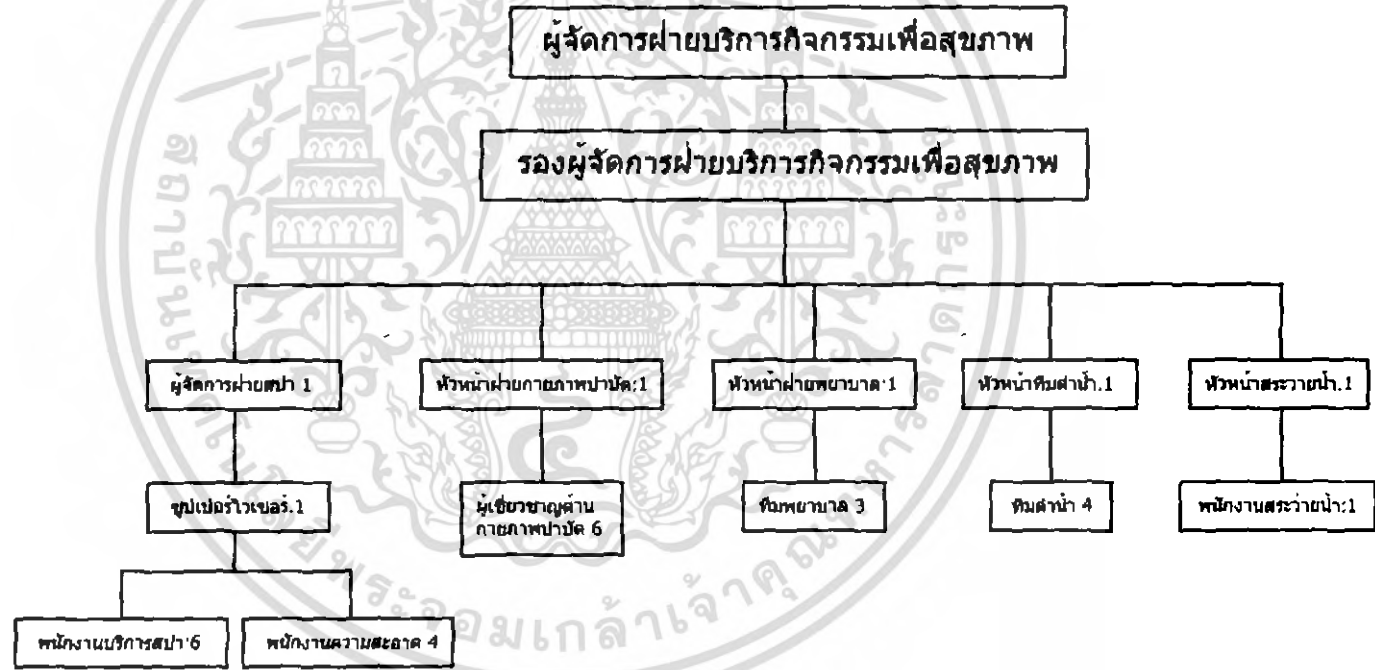 ผู้จัดการฝ่ายบริการกิจกรรมเพื่อสุขภาพ
รองผู้จัดการฝ่ายบริการกิจกรรมเพื่อสุขภาพ
ผู้จัดการฝ่ายสปา 1
หัวหน้าฝ่ายกายภาพบำบัด:1
หัวหน้าฝ่ายพยาบาล:1
หัวหน้าทีมดำน้ำ.1
หัวหน้าสระวายน้ำ.1
ซุปเปอร์ไวเซอร์.1
ผู้เชี่ยวชาญด้าน
กายภาพบำบัด 6
ทีมพยาบาล 3
ทีมดำน้ำ 4
พนักงานสระว่ายน้ำ:1
พนักงานบริการสปา:6
พนักงานความสะอาด 4